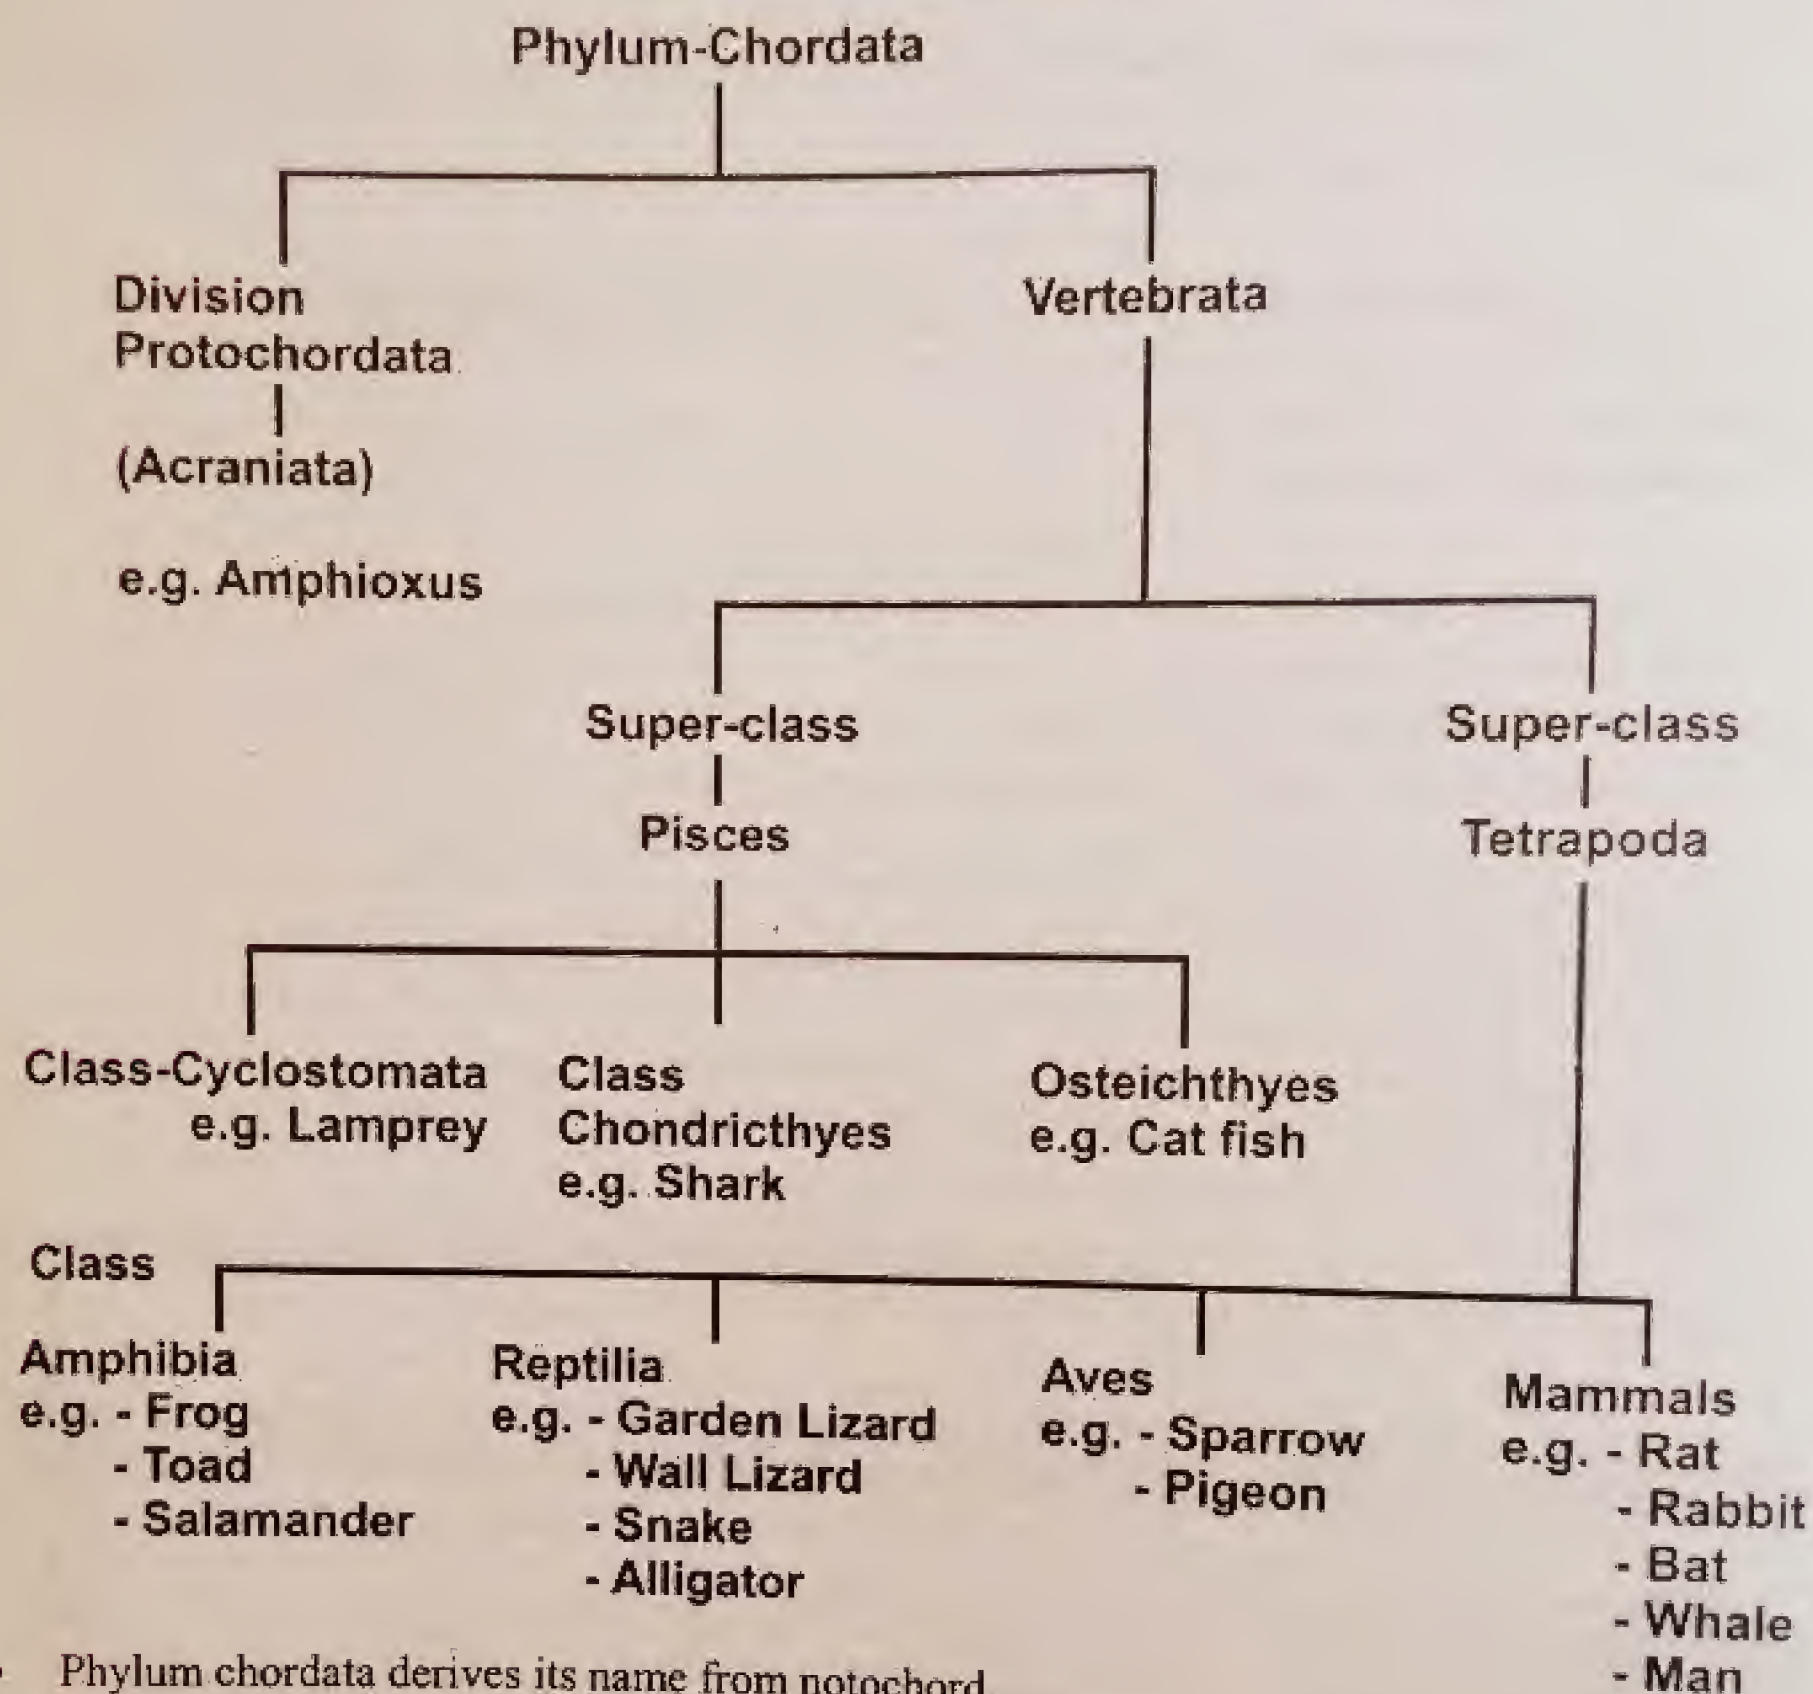 Phylum-Chordata
Division
Protochordata
(Acraniata)
e.g. Amphioxus
Vertebrata
Super-class
Pisces
Super-class
Tetrapoda
Class-Cyclostomata
e.g. Lamprey
Class
Chondricthyes
e.g. Shark
Osteichthyes
e.g. Cat fish
Class
Amphibia
e.g. - Frog
- Toad
- Salamander
Reptilia
e.g. - Garden Lizard
- Wall Lizard
- Snake
- Alligator
Aves
e.g. - Sparrow
- Pigeon
Mammals
e.g. - Rat
- Rabbit
- Bat
- Whale
- Man
Phylum chordata derives its name from notochord